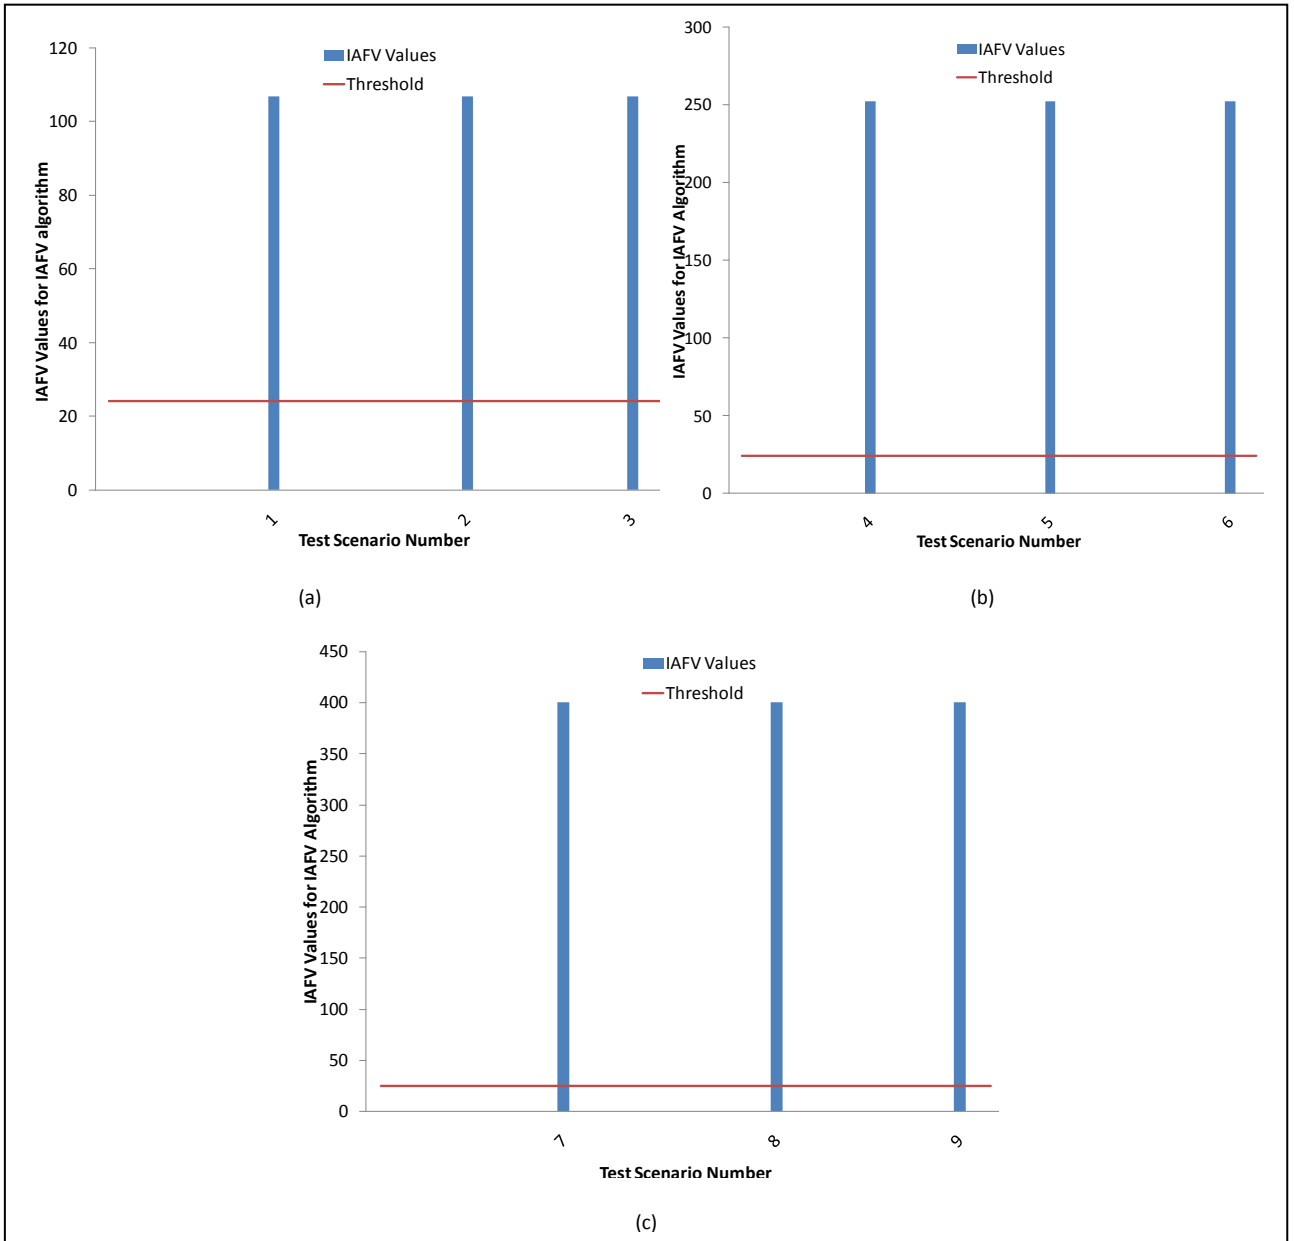 120
100
80
60
40
20
0
IAFV Values for IAFV algorithm
IAFV Values
Threshold
1
2
3
Test Scenario Number
(a)
300
250
200
150
100
50
0
IAFV Values for IAFV Algorithm
IAFV Values
Threshold
4
5
6
Test Scenario Number
(b)
450
400
350
300
250
200
150
100
50
0
IAFV Values for IAFV Algorithm
IAFV Values
Threshold
7
8
9
Test Scenario Number
(c)